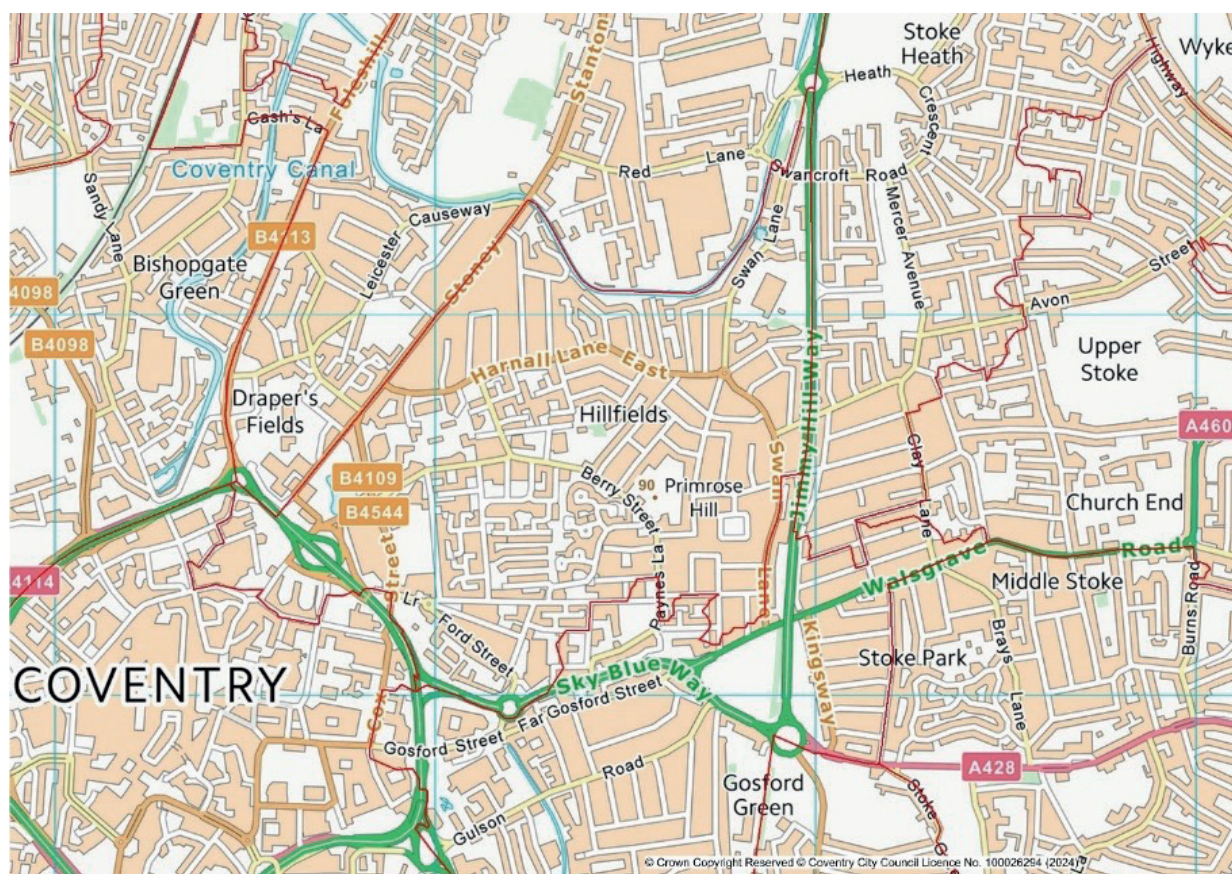 Stoke
Heath
Wyke
Foleshill
Stanton
Heath
Crescent
Highway
Cash's La
Coventry Canal
Red Lane
Swancroft Road
Sandy Lane
Leicester Causeway
Mercer Avenue
B4113
Bishopgate
Green
Stoney
Swan Lane
Street
4098
Avon
B4098
Upper
Stoke
Harnall Lane East
Jimmy Hill Way
Draper's
Fields
Hillfields
A460
Swan
Clay
Lane
B4109
B4544
Berry Street
90
Primrose
Hill
Church End
Walsgrave Road
4114
Street
Paynes La
Lane
Middle Stoke
Burns Road
Lr Ford Street
Kingsway
Brays
Lane
Stoke Park
COVENTRY
Sky Blue Way
Far Gosford Street
Cox
Gosford Street
Road
Gulson
Gosford
Green
A428
Stoke G
La
© Crown Copyright Reserved © Coventry City Council Licence No. 100026294 (2024)